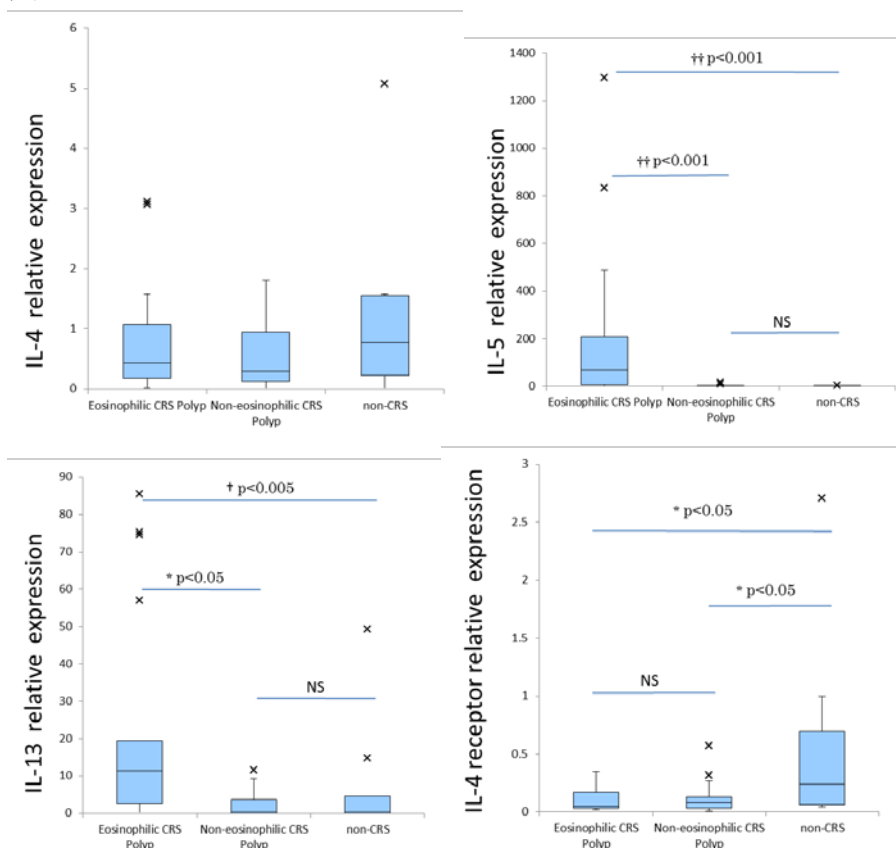 IL-4 relative expression
6
5
4
3
2
1
0
Eosinophilic CRS Polyp
Non-eosinophilic CRS
Polyp
non-CRS
IL-5 relative expression
1400
1200
1000
800
600
400
200
0
†† p<0.001
†† p<0.001
NS
Eosinophilic CRS Polyp
Non-eosinophilic CRS
Polyp
non-CRS
IL-13 relative expression
90
80
70
60
50
40
30
20
10
0
† p<0.005
* p<0.05
NS
Eosinophilic CRS
Polyp
Non-eosinophilic CRS
Polyp
non-CRS
IL-4 receptor relative expression
3
2.5
2
1.5
1
0.5
0
* p<0.05
* p<0.05
NS
Eosinophilic CRS
Polyp
Non-eosinophilic CRS
Polyp
non-CRS